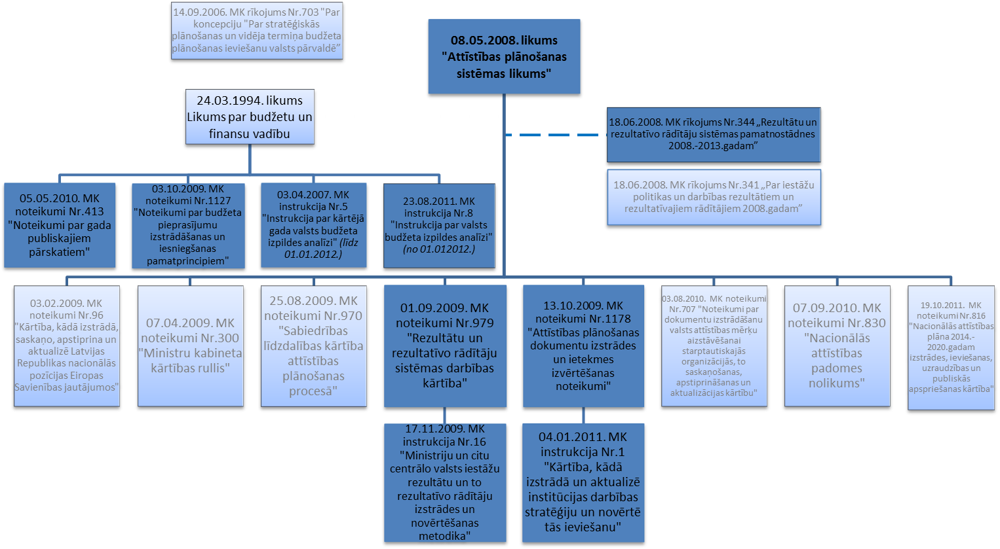 14.09.2006. MK rīkojums Nr.703 "Par
koncepciju "Par stratēģiskās
plānošanas un vidēja termiņa budžeta
plānošanas ieviešanu valsts pārvaldē”
08.05.2008. likums
"Attīstības plānošanas
sistēmas likums"
24.03.1994. likums
Likums par budžetu un
finansu vadību
18.06.2008. MK rīkojums Nr.344 „Rezultātu un
rezultatīvo rādītāju sistēmas pamatnostādnes
2008.-2013.gadam”
18.06.2008. MK rīkojums Nr.341 „Par iestāžu
politikas un darbības rezultātiem un
rezultatīvajiem rādītājiem 2008.gadam”
05.05.2010. MK
noteikumi Nr.413
"Noteikumi par gada
publiskajiem
pārskatiem"
03.10.2009. MK
noteikumi Nr.1127
"Noteikumi par budžeta
pieprasījumu
izstrādāšanas un
iesniegšanas
pamatprincipiem"
03.04.2007. MK
instrukcija Nr.5
"Instrukcija par kārtējā
gada valsts budžeta
izpildes analīzi" (līdz
01.01.2012.)
23.08.2011. MK
instrukcija Nr.8
"Instrukcija par valsts
budžeta izpildes analīzi"
(no 01.012012.)
03.02.2009. MK
noteikumi Nr.96
"Kārtība, kādā izstrādā,
saskaņo, apstiprina un
aktualizē Latvijas
Republikas nacionālās
pozīcijas Eiropas
Savienības jautājumos"
07.04.2009. MK
noteikumi Nr.300
"Ministru kabineta
kārtības rullis"
25.08.2009. MK
noteikumi Nr.970
"Sabiedrības
līdzdalības kārtība
attīstības
plānošanas
procesā"
01.09.2009. MK
noteikumi Nr.979
"Rezultātu un
rezultatīvo rādītāju
sistēmas darbības
kārtība"
13.10.2009. MK
noteikumi Nr.1178
"Attīstības plānošanas
dokumentu izstrādes
un ietekmes
izvērtēšanas
noteikumi"
03.08.2010. MK noteikumi
Nr.707 "Noteikumi par
dokumentu izstrādāšanu
valsts attīstības mērķu
aizstāvēšanai
starptautiskajās
organizācijās, to
saskaņošanas,
apstiprināšanas un
aktualizācijas kārtību"
07.09.2010. MK
noteikumi Nr.830
"Nacionālās
attīstības
padomes
nolikums"
19.10.2011. MK
noteikumi Nr.816
"Nacionālās attīstības
plāna 2014.-
2020.gadam
izstrādes, ieviešanas,
uzraudzības un
publiskās
apspriešanas kārtība"
17.11.2009. MK
instrukcija Nr.16
"Ministriju un citu
centrālo valsts iestāžu
rezultātu un to
rezultatīvo rādītāju
izstrādes un
novērtēšanas
metodika"
04.01.2011. MK
instrukcija Nr.1
"Kārtība, kādā
izstrādā un aktualizē
institūcijas darbības
stratēģiju un novērtē
tās ieviešanu"